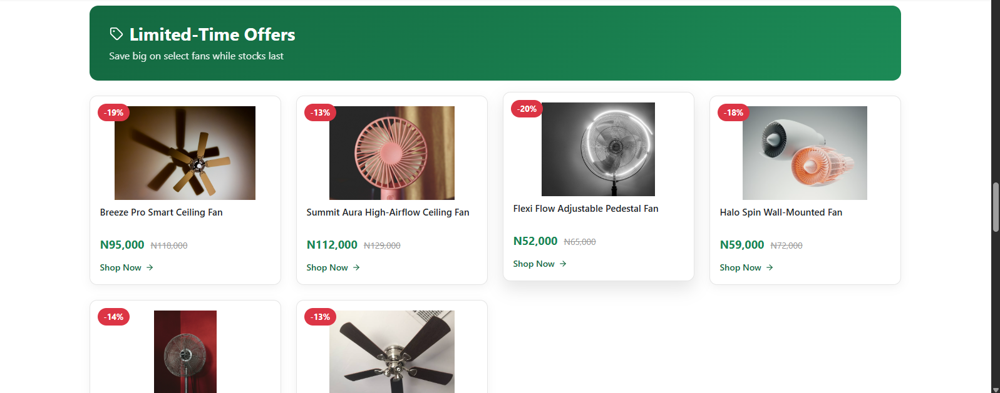 Limited-Time Offers
Save big on select fans while stocks last
-19%
Breeze Pro Smart Ceiling Fan
N95,000 N118,000
Shop Now →
-13%
Summit Aura High-Airflow Ceiling Fan
N112,000 N129,000
Shop Now →
-20%
Flexi Flow Adjustable Pedestal Fan
N52,000 N65,000
Shop Now →
-18%
Halo Spin Wall-Mounted Fan
N59,000 N72,000
Shop Now →
-14%
-13%